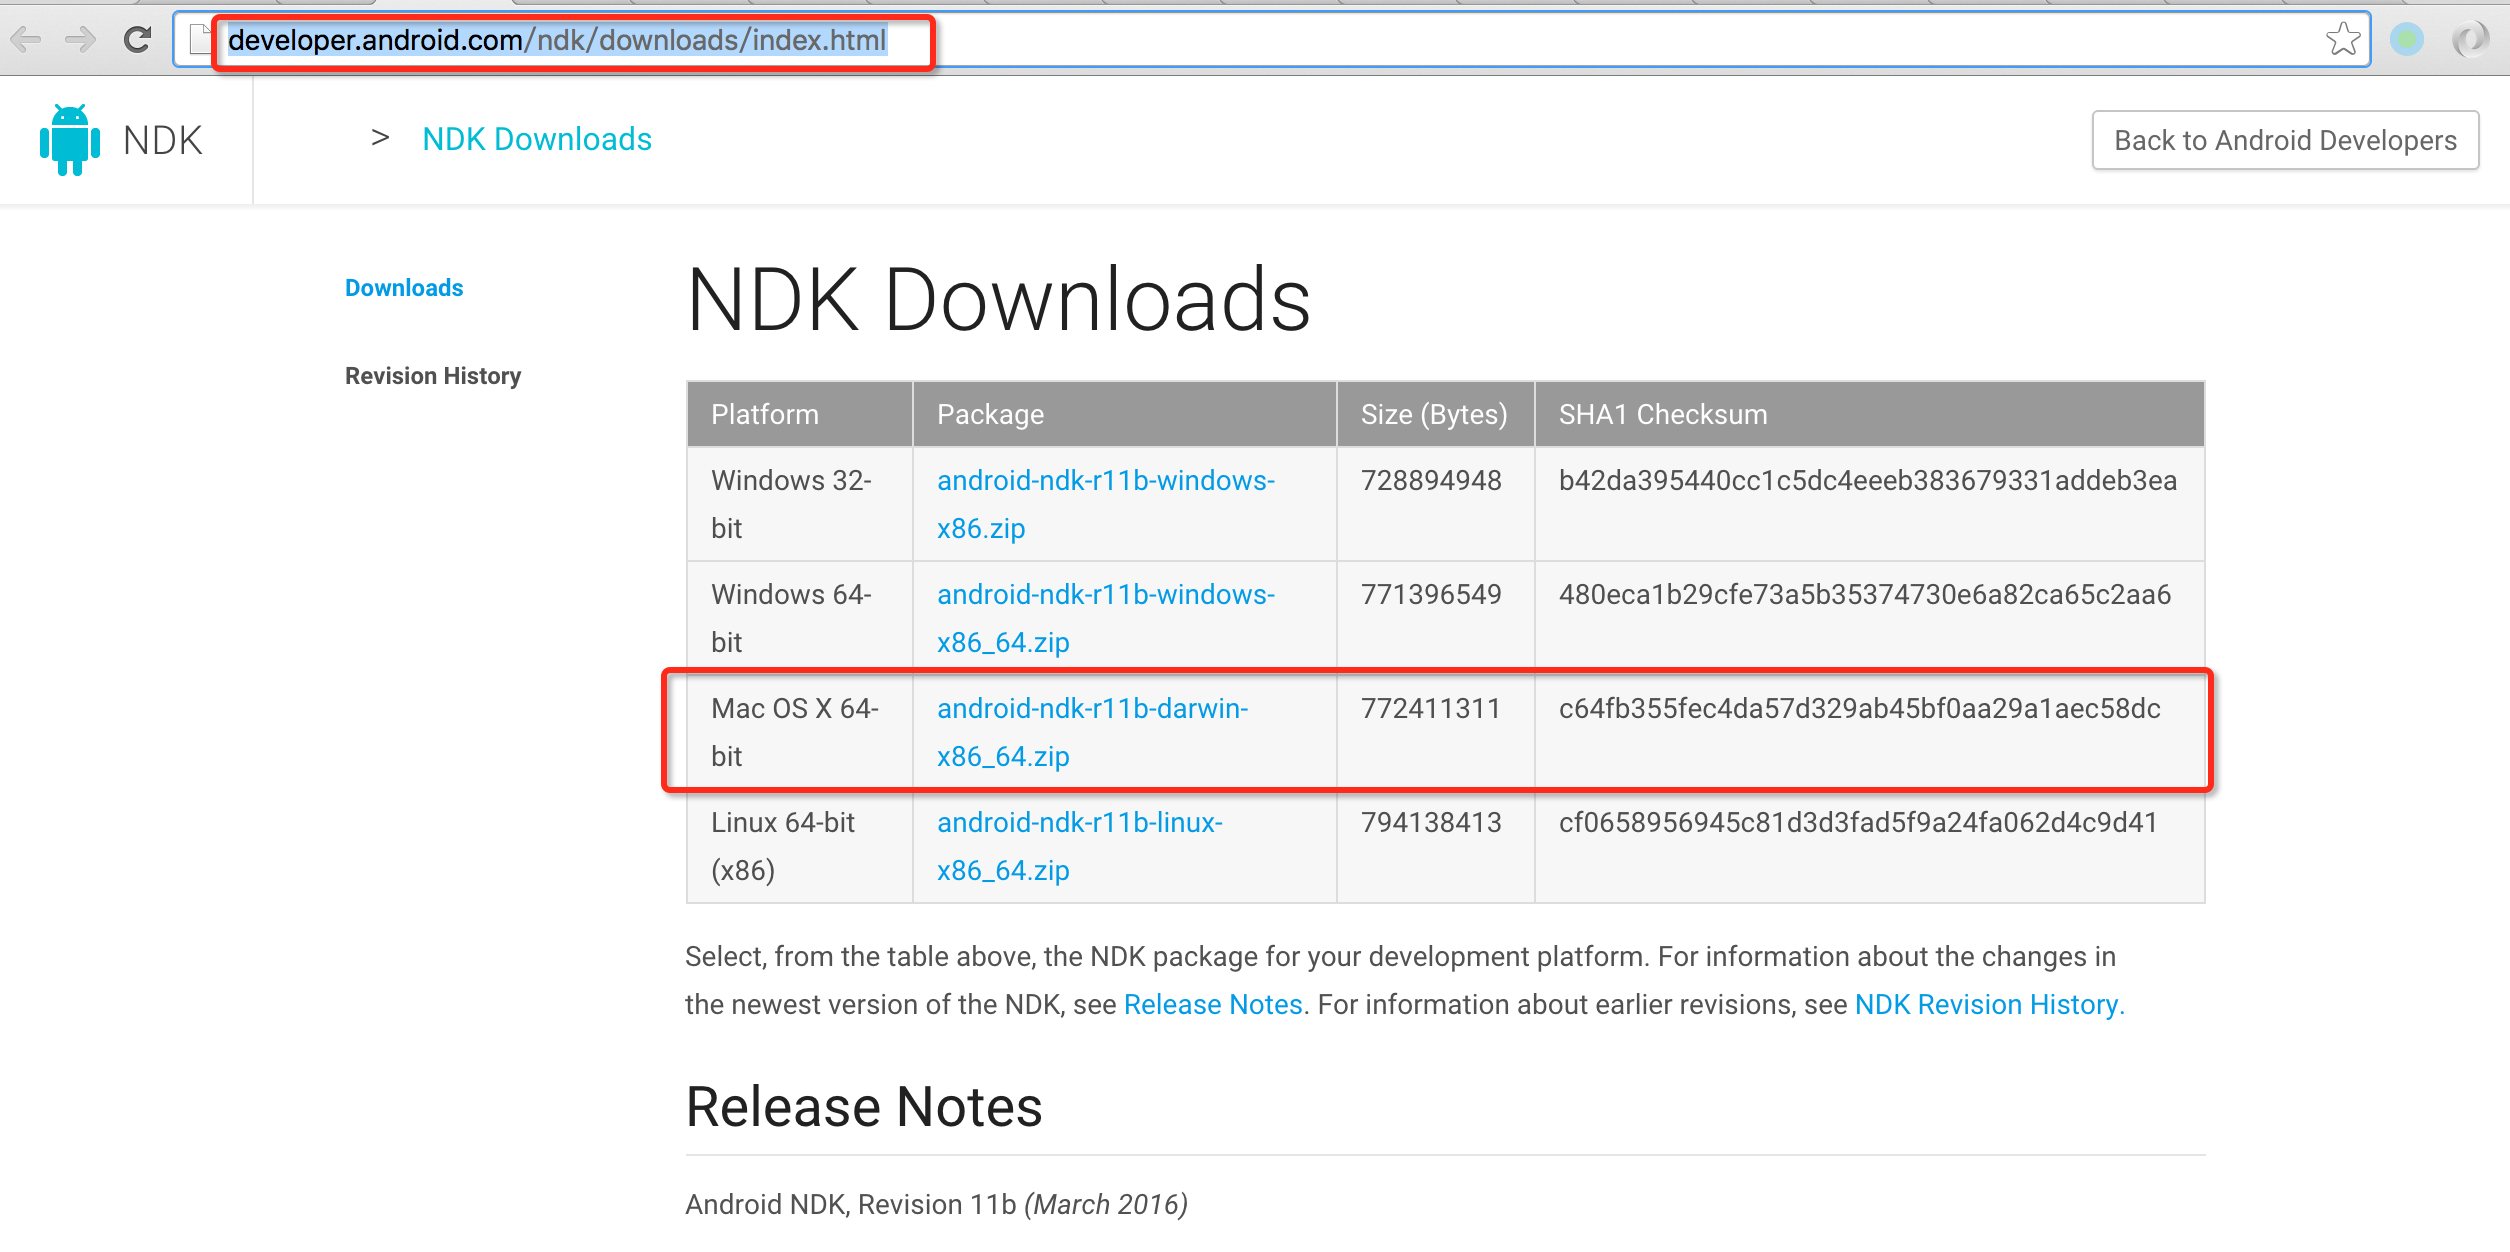 developer.android.com/ndk/downloads/index.html
NDK
> NDK Downloads
Back to Android Developers
Downloads
Revision History
NDK Downloads
Platform Package Size (Bytes) SHA1 Checksum
Windows 32- android-ndk-r11b-windows- 728894948 b42da395440cc1c5dc4eeeb383679331addeb3ea
bit x86.zip
Windows 64- android-ndk-r11b-windows- 771396549 480eca1b29cfe73a5b35374730e6a82ca65c2aa6
bit x86_64.zip
Mac OS X 64- android-ndk-r11b-darwin- 772411311 c64fb355fec4da57d329ab45bf0aa29a1aec58dc
bit x86_64.zip
Linux 64-bit android-ndk-r11b-linux- 794138413 cf0658956945c81d3d3fad5f9a24fa062d4c9d41
(x86) x86_64.zip
Select, from the table above, the NDK package for your development platform. For information about the changes in
the newest version of the NDK, see Release Notes. For information about earlier revisions, see NDK Revision History.
Release Notes
Android NDK, Revision 11b (March 2016)